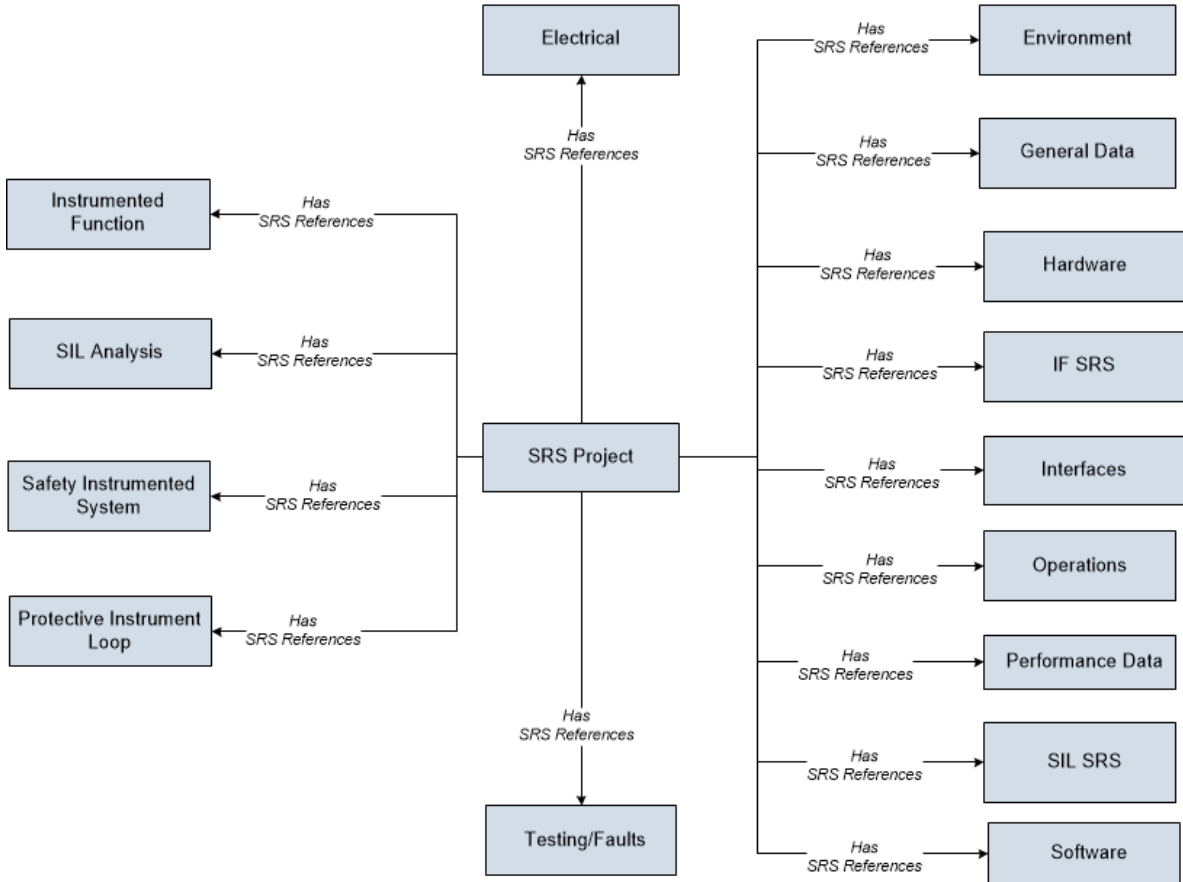 Electrical
Has
SRS References
Instrumented
Function
Has
SRS References
SIL Analysis
Has
SRS References
Safety Instrumented
System
Has
SRS References
Protective Instrument
Loop
Has
SRS References
SRS Project
Has
SRS References
Testing/Faults
Has
SRS References
Environment
Has
SRS References
General Data
Has
SRS References
Hardware
Has
SRS References
IF SRS
Has
SRS References
Interfaces
Has
SRS References
Operations
Has
SRS References
Performance Data
Has
SRS References
SIL SRS
Has
SRS References
Software